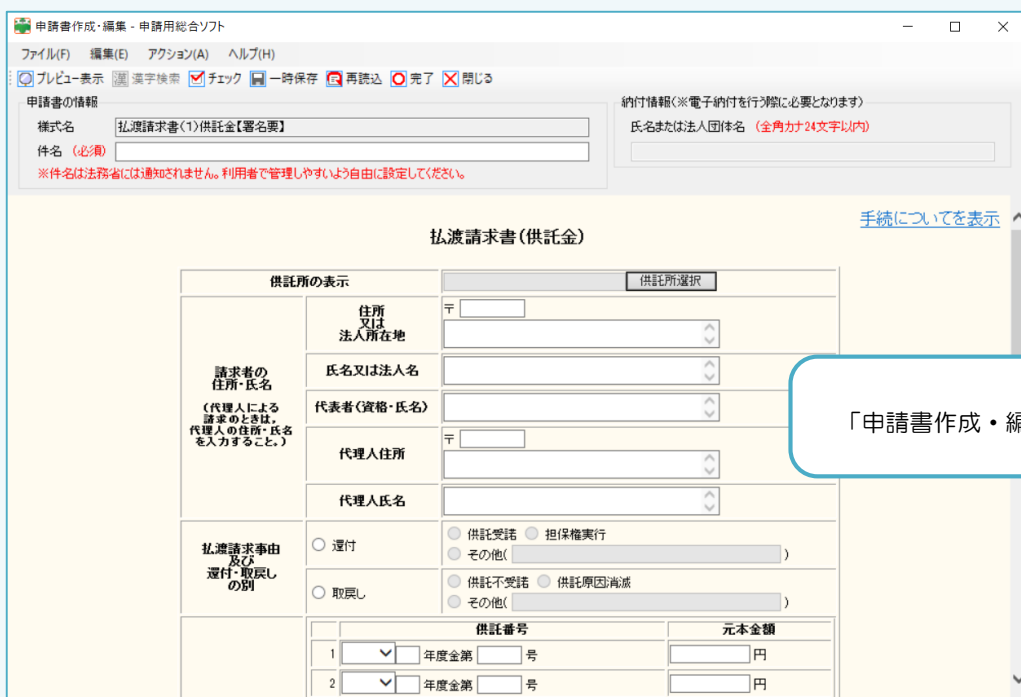 申請書作成・編集 - 申請用総合ソフト
ファイル(F) 編集(E) アクション(A) ヘルプ(H)
プレビュー表示 漢 漢字検索 チェック 一時保存 再読込 完了 閉じる
申請書の情報
様式名 払渡請求書(1)供託金【署名要】
件名 (必須)
※件名は法務省には通知されません。利用者で管理しやすいよう自由に設定してください。
納付情報(※電子納付を行う際に必要となります)
氏名または法人団体名 (全角カナ24文字以内)
手続についてを表示
払渡請求書(供託金)
供託所の表示 供託所選択
請求者の
住所・氏名
(代理人による
請求のときは,
代理人の住所・氏名
を入力すること。)
住所
又は
法人所在地
〒
氏名又は法人名
代表者(資格・氏名)
代理人住所
〒
代理人氏名
「申請書作成・編
払渡請求事由
及び
還付・取戻し
の別
還付
供託受諾 担保権実行
その他( )
取戻し
供託不受諾 供託原因消滅
その他( )
供託番号 元本金額
1 年度金第 号 円
2 年度金第 号 円